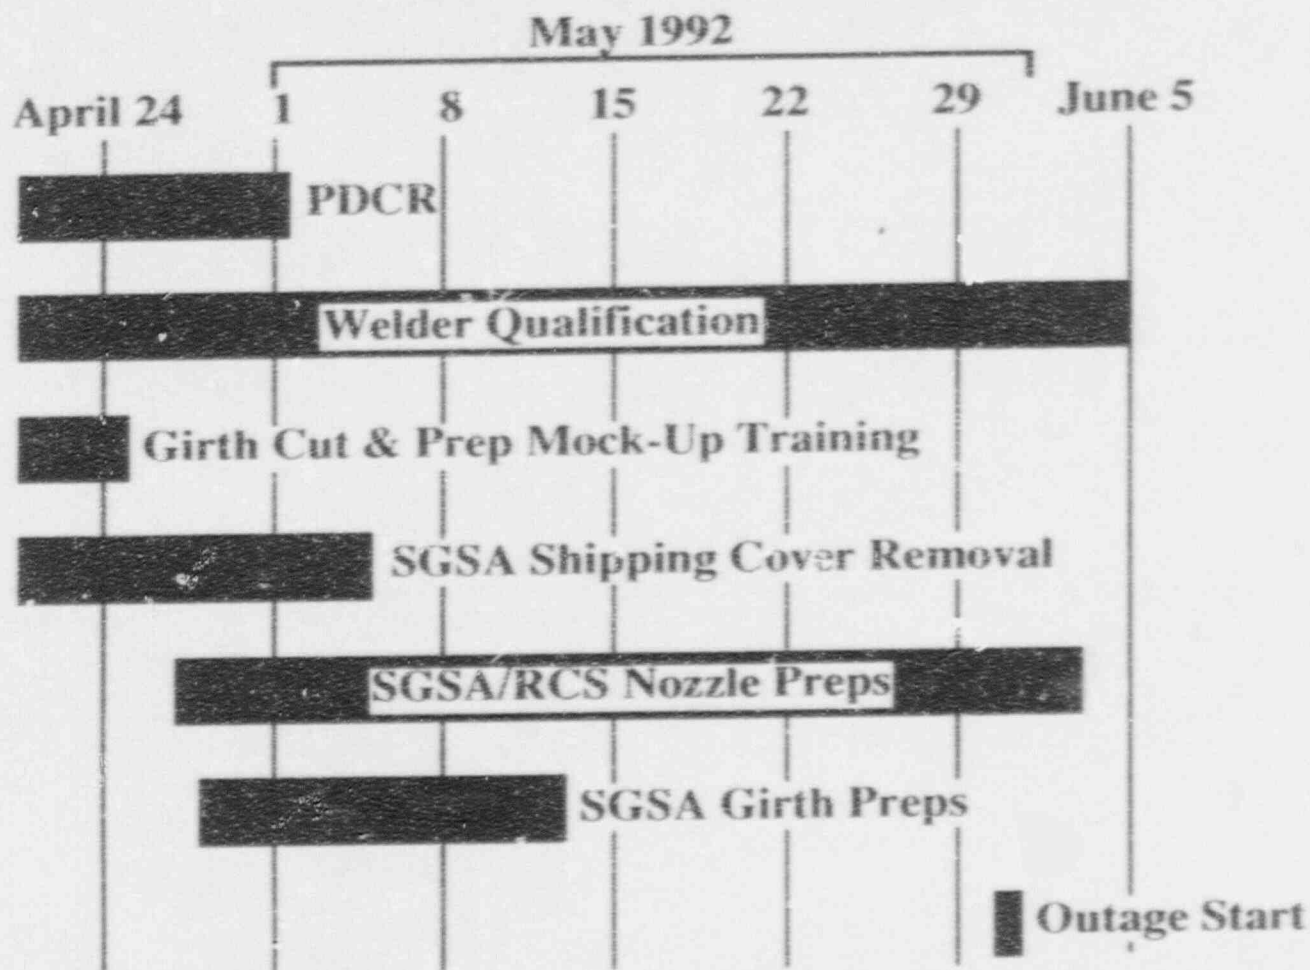 May 1992
April 24 1 8 15 22 29 June 5
PDCR
Welder Qualification
Girth Cut & Prep Mock-Up Training
SGSA Shipping Cover Removal
SGSA/RCS Nozzle Preps
SGSA Girth Preps
Outage Start